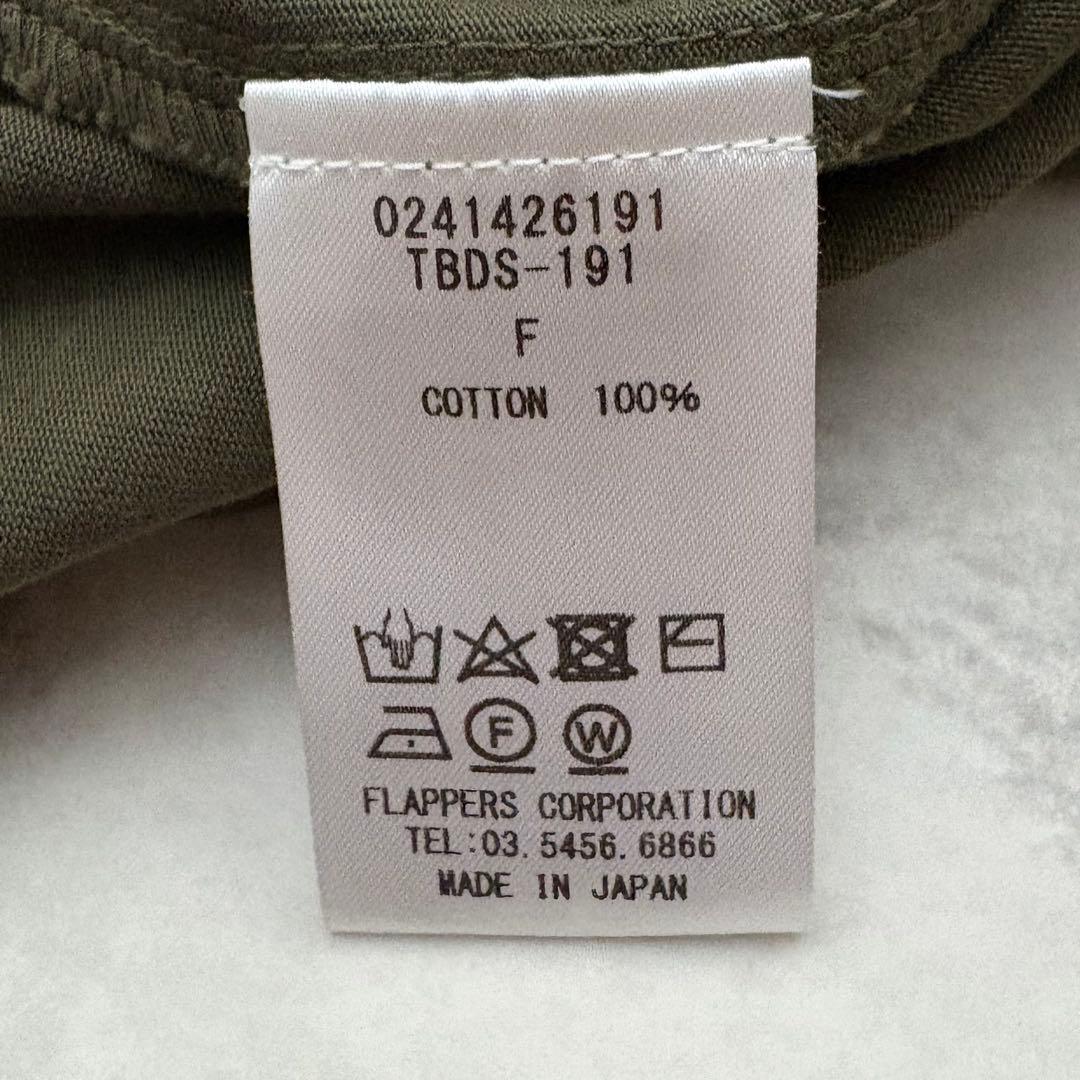 0241426191
TBDS-191
F
COTTON 100%
F W
FLAPPERS CORPORATION
TEL:03.5456.6866
MADE IN JAPAN